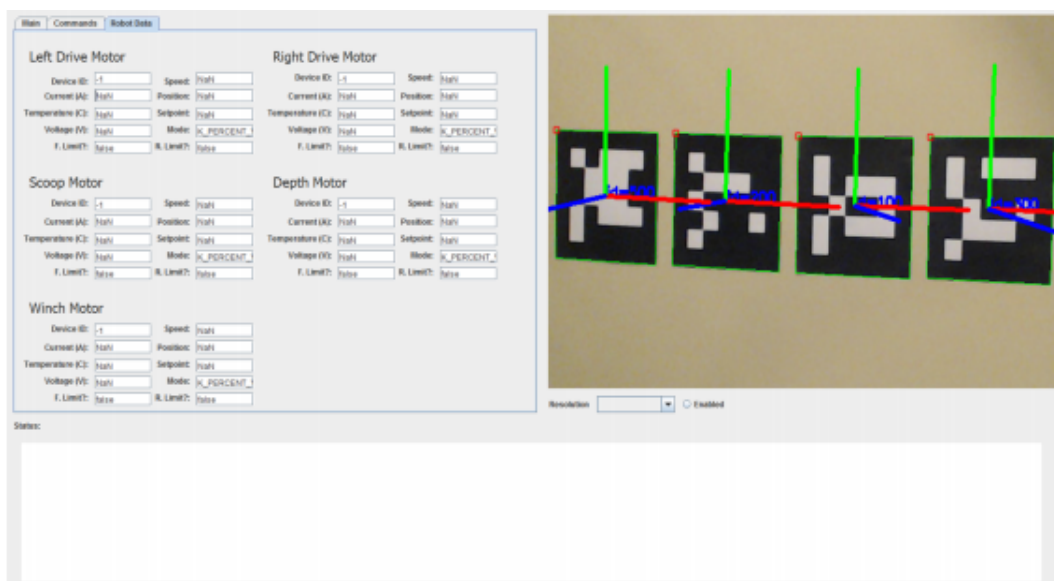 Main Commands Robot Data
Left Drive Motor
Device ID: -1 Speed: NaN
Current (A): NaN Position: NaN
Temperature (C): NaN Setpoint: NaN
Voltage (V): NaN Mode: K_PERCENT_
F. Limit?: false R. Limit?: false
Right Drive Motor
Device ID: -1 Speed: NaN
Current (A): NaN Position: NaN
Temperature (C): NaN Setpoint: NaN
Voltage (V): NaN Mode: K_PERCENT_
F. Limit?: false R. Limit?: false
Scoop Motor
Device ID: -1 Speed: NaN
Current (A): NaN Position: NaN
Temperature (C): NaN Setpoint: NaN
Voltage (V): NaN Mode: K_PERCENT_
F. Limit?: false R. Limit?: false
Depth Motor
Device ID: -1 Speed: NaN
Current (A): NaN Position: NaN
Temperature (C): NaN Setpoint: NaN
Voltage (V): NaN Mode: K_PERCENT_
F. Limit?: false R. Limit?: false
Winch Motor
Device ID: -1 Speed: NaN
Current (A): NaN Position: NaN
Temperature (C): NaN Setpoint: NaN
Voltage (V): NaN Mode: K_PERCENT_
F. Limit?: false R. Limit?: false
id=100
Resolution Enabled
Status: